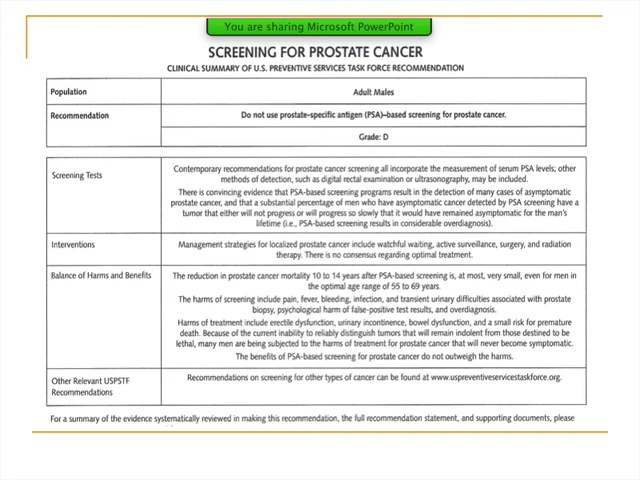 You are sharing Microsoft PowerPoint
SCREENING FOR PROSTATE CANCER
CLINICAL SUMMARY OF U.S. PREVENTIVE SERVICES TASK FORCE RECOMMENDATION
Population
Adult Males
Recommendation
Do not use prostate-specific antigen (PSA)–based screening for prostate cancer.
Grade: D
Screening Tests
Contemporary recommendations for prostate cancer screening all incorporate the measurement of serum PSA levels; other
methods of detection, such as digital rectal examination or ultrasonography, may be included.
There is convincing evidence that PSA-based screening programs result in the detection of many cases of asymptomatic
prostate cancer, and that a substantial percentage of men who have asymptomatic cancer detected by PSA screening have a
tumor that either will not progress or will progress so slowly that it would have remained asymptomatic for the man's
lifetime (i.e., PSA-based screening results in considerable overdiagnosis).
Interventions
Management strategies for localized prostate cancer include watchful waiting, active surveillance, surgery, and radiation
therapy. There is no consensus regarding optimal treatment.
Balance of Harms and Benefits
The reduction in prostate cancer mortality 10 to 14 years after PSA-based screening is, at most, very small, even for men in
the optimal age range of 55 to 69 years.
The harms of screening include pain, fever, bleeding, infection, and transient urinary difficulties associated with prostate
biopsy, psychological harm of false-positive test results, and overdiagnosis.
Harms of treatment include erectile dysfunction, urinary incontinence, bowel dysfunction, and a small risk for premature
death. Because of the current inability to reliably distinguish tumors that will remain indolent from those destined to be
lethal, many men are being subjected to the harms of treatment for prostate cancer that will never become symptomatic.
The benefits of PSA-based screening for prostate cancer do not outweigh the harms.
Other Relevant USPSTF
Recommendations
Recommendations on screening for other types of cancer can be found at www.uspreventiveservicestaskforce.org.
For a summary of the evidence systematically reviewed in making this recommendation, the full recommendation statement, and supporting documents, please